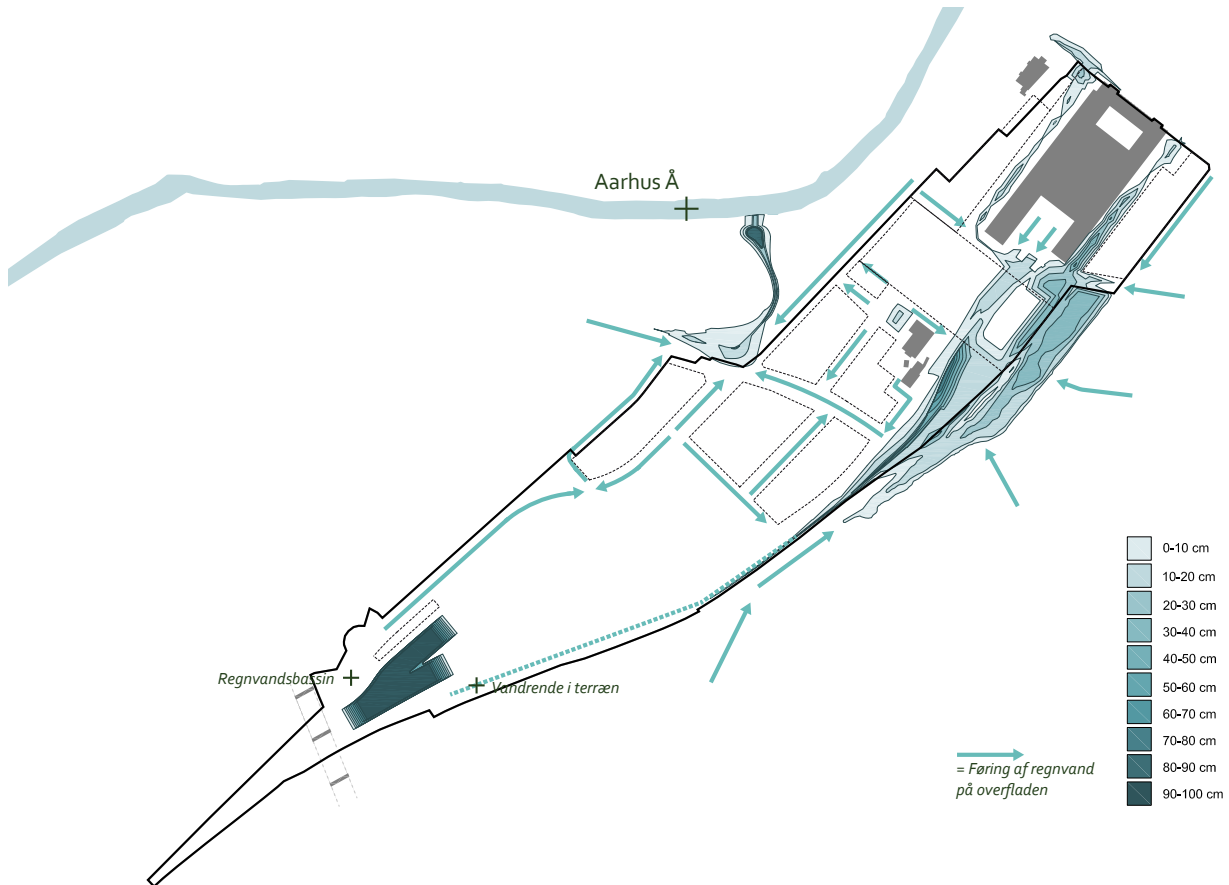 Aarhus Å
Regnvandsbassin
Vandrende i terræn
= Føring af regnvand
på overfladen
0-10 cm
10-20 cm
20-30 cm
30-40 cm
40-50 cm
50-60 cm
60-70 cm
70-80 cm
80-90 cm
90-100 cm